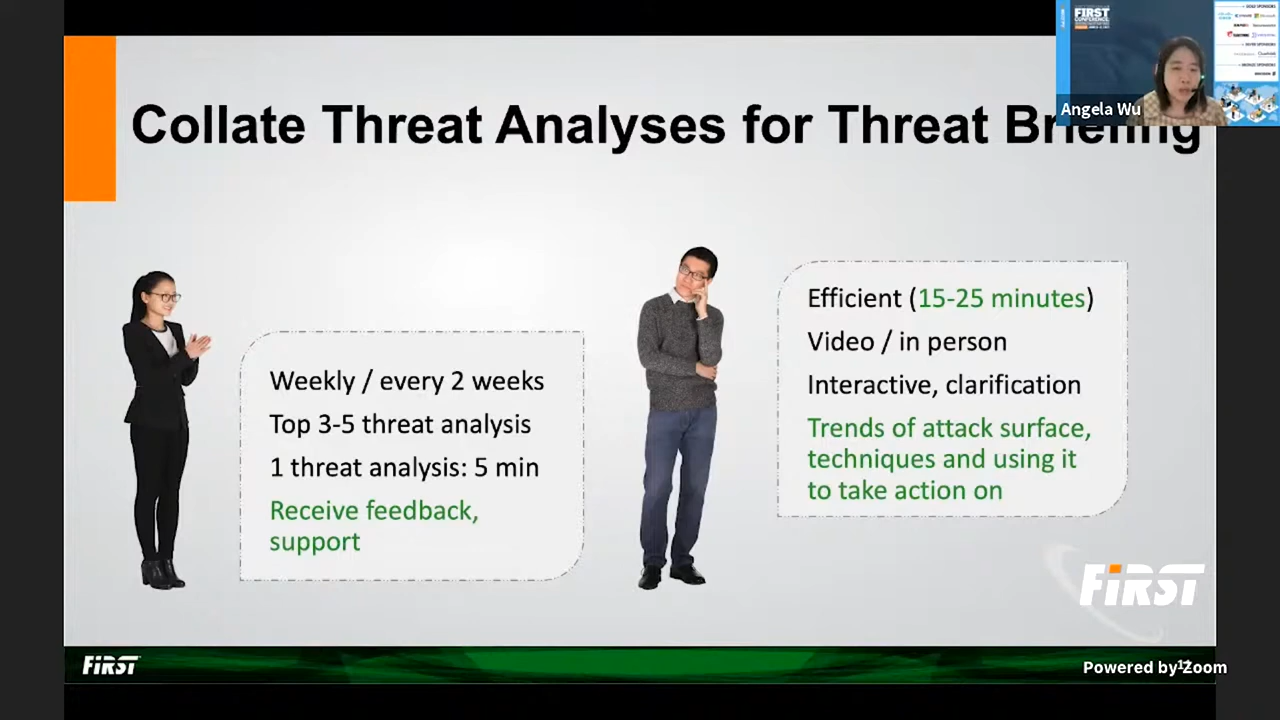 Collate Threat Analyses for Threat Briefing
FIRST
CONFERENCE
Angela Wu
Weekly / every 2 weeks
Top 3-5 threat analysis
1 threat analysis: 5 min
Receive feedback,
support
Efficient (15-25 minutes)
Video / in person
Interactive, clarification
Trends of attack surface,
techniques and using it
to take action on
FiRST
FiRST
Powered by Zoom